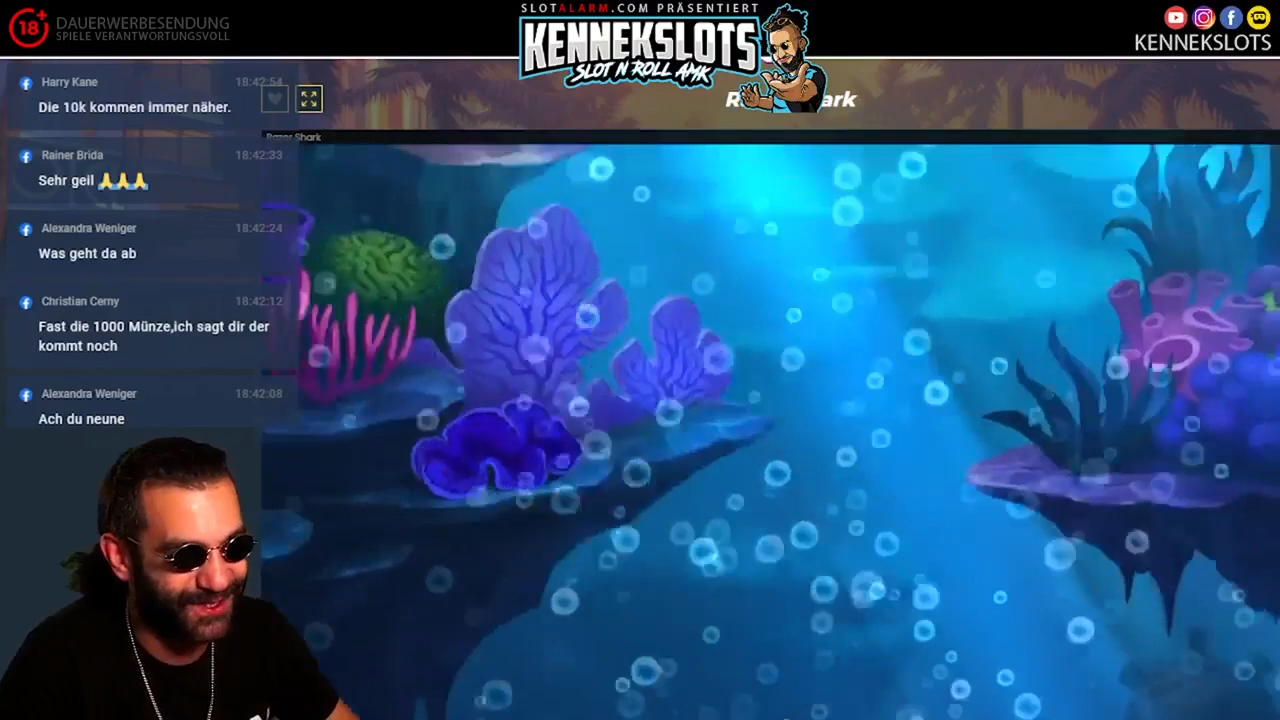 18+
DAUERWERBESENDUNG
SPIELE VERANTWORTUNGSVOLL
SLOTALARM.COM PRÄSENTIERT
KENNEKSLOTS
SLOT N ROLL AMK
KENNEKSLOTS
Harry Kane 18:42:54
Die 10k kommen immer näher.
Razor Shark
Rainer Brida 18:42:33
Sehr geil 🙏🙏🙏
Alexandra Weniger 18:42:24
Was geht da ab
Christian Cerny 18:42:12
Fast die 1000 Münze,ich sagt dir der
kommt noch
Alexandra Weniger 18:42:08
Ach du neune